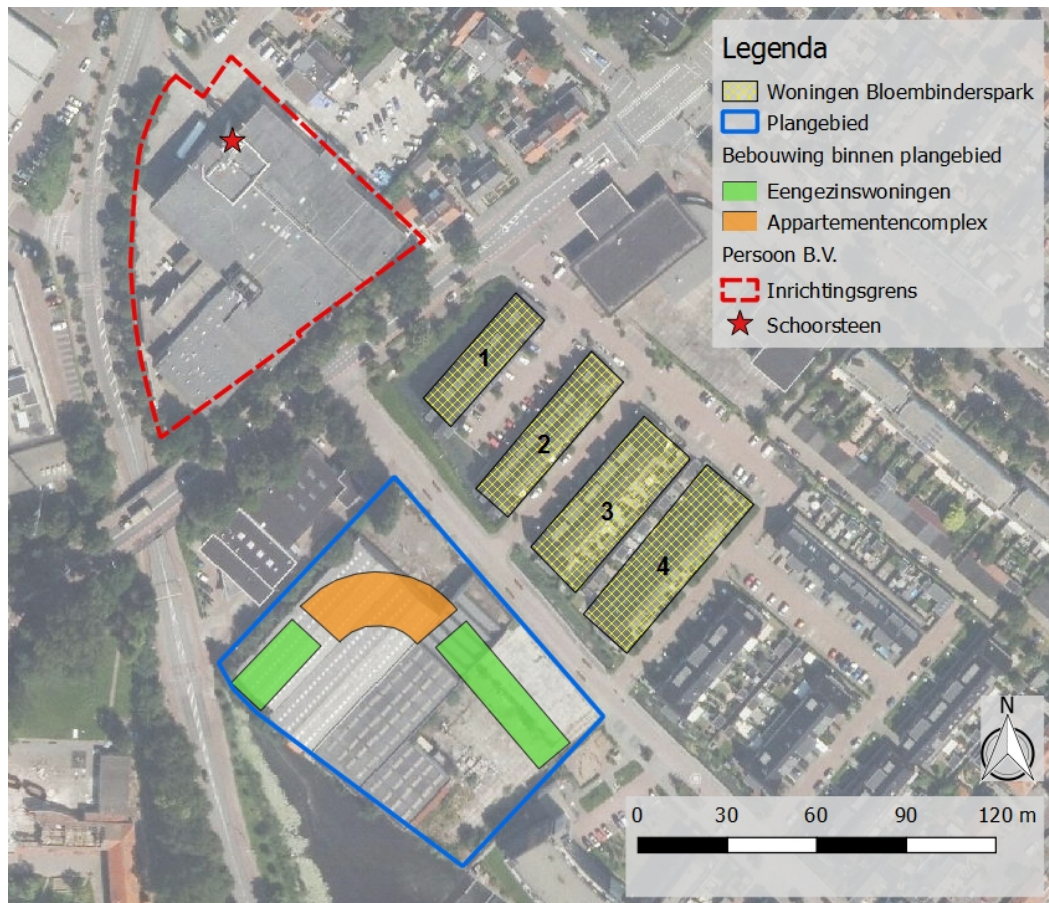 Legenda
Woningen Bloembinderspark
Plangebied
Bebouwing binnen plangebied
Eengezinswoningen
Appartementencomplex
Persoon B.V.
Inrichtingsgrens
Schoorsteen
1
2
3
4
N
0 30 60 90 120 m